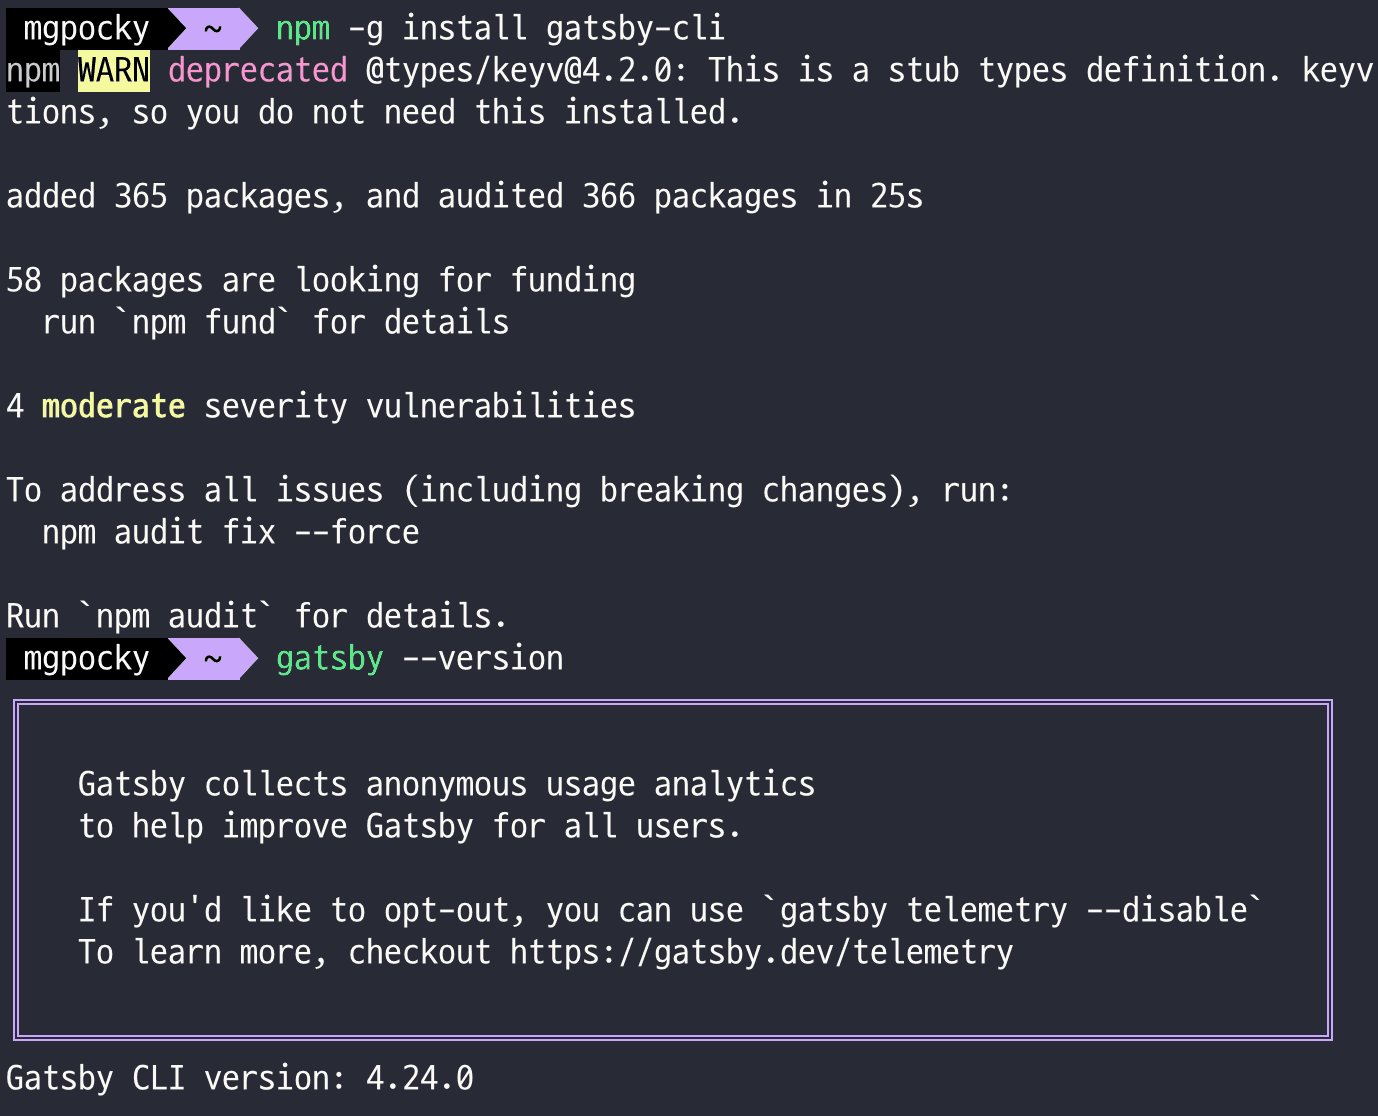 mgpocky ~ npm -g install gatsby-cli
npm WARN deprecated @types/keyv@4.2.0: This is a stub types definition. keyv
tions, so you do not need this installed.
added 365 packages, and audited 366 packages in 25s
58 packages are looking for funding
run `npm fund` for details
4 moderate severity vulnerabilities
To address all issues (including breaking changes), run:
npm audit fix --force
Run `npm audit` for details.
mgpocky ~ gatsby --version
Gatsby collects anonymous usage analytics
to help improve Gatsby for all users.
If you'd like to opt-out, you can use `gatsby telemetry --disable`
To learn more, checkout https://gatsby.dev/telemetry
Gatsby CLI version: 4.24.0